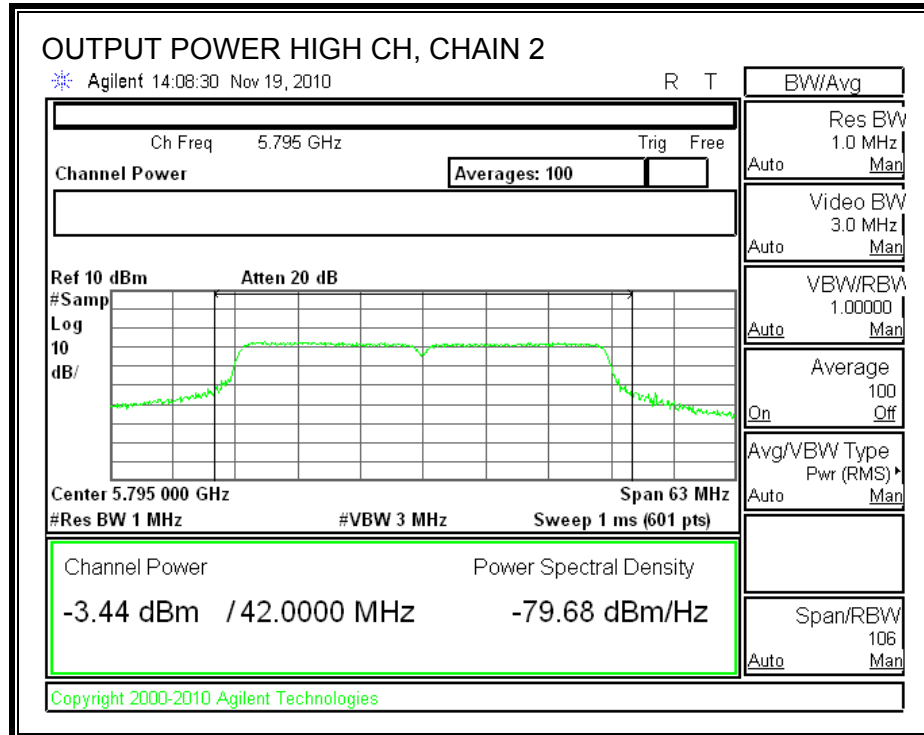 OUTPUT POWER HIGH CH, CHAIN 2
Agilent 14:08:30 Nov 19, 2010 R T
Ch Freq 5.795 GHz Trig Free
Channel Power Averages: 100
Ref 10 dBm Atten 20 dB
#Samp
Log
10
dB/
Center 5.795 000 GHz Span 63 MHz
#Res BW 1 MHz #VBW 3 MHz Sweep 1 ms (601 pts)
Channel Power Power Spectral Density
-3.44 dBm / 42.0000 MHz -79.68 dBm/Hz
Copyright 2000-2010 Agilent Technologies
BW/Avg
Res BW
1.0 MHz
Auto Man
Video BW
3.0 MHz
Auto Man
VBW/RBW
1.00000
Auto Man
Average
100
On Off
Avg/VBW Type
Pwr (RMS)
Auto Man
Span/RBW
106
Auto Man